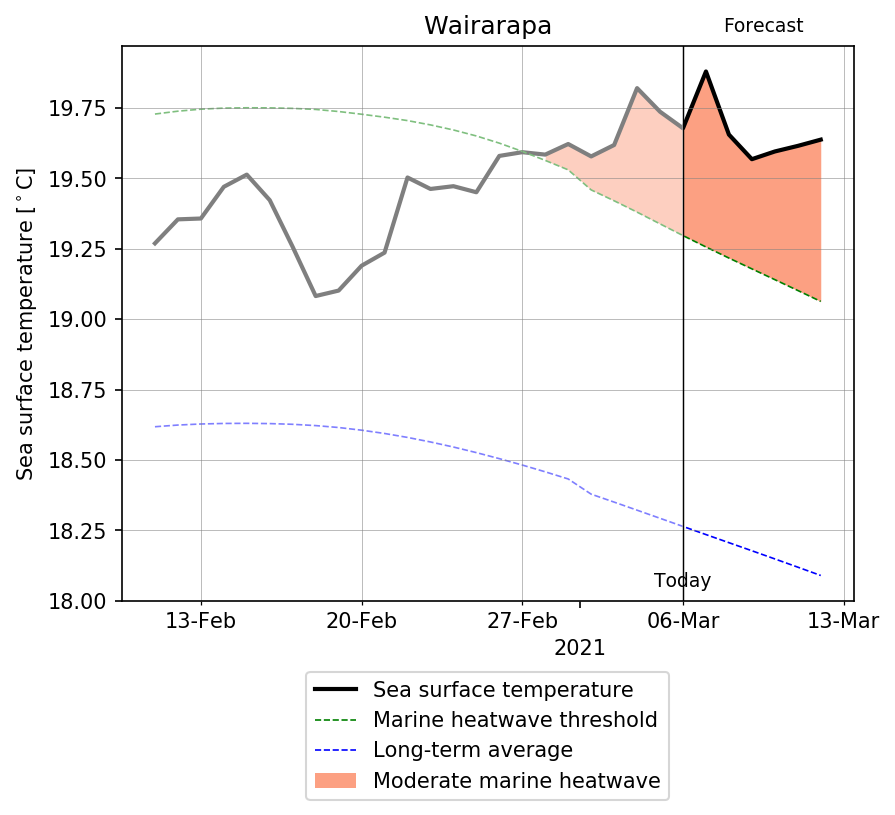 Wairarapa
Forecast
Sea surface temperature [°C]
19.75
19.50
19.25
19.00
18.75
18.50
18.25
18.00
Today
13-Feb
20-Feb
27-Feb
06-Mar
13-Mar
2021
Sea surface temperature
Marine heatwave threshold
Long-term average
Moderate marine heatwave